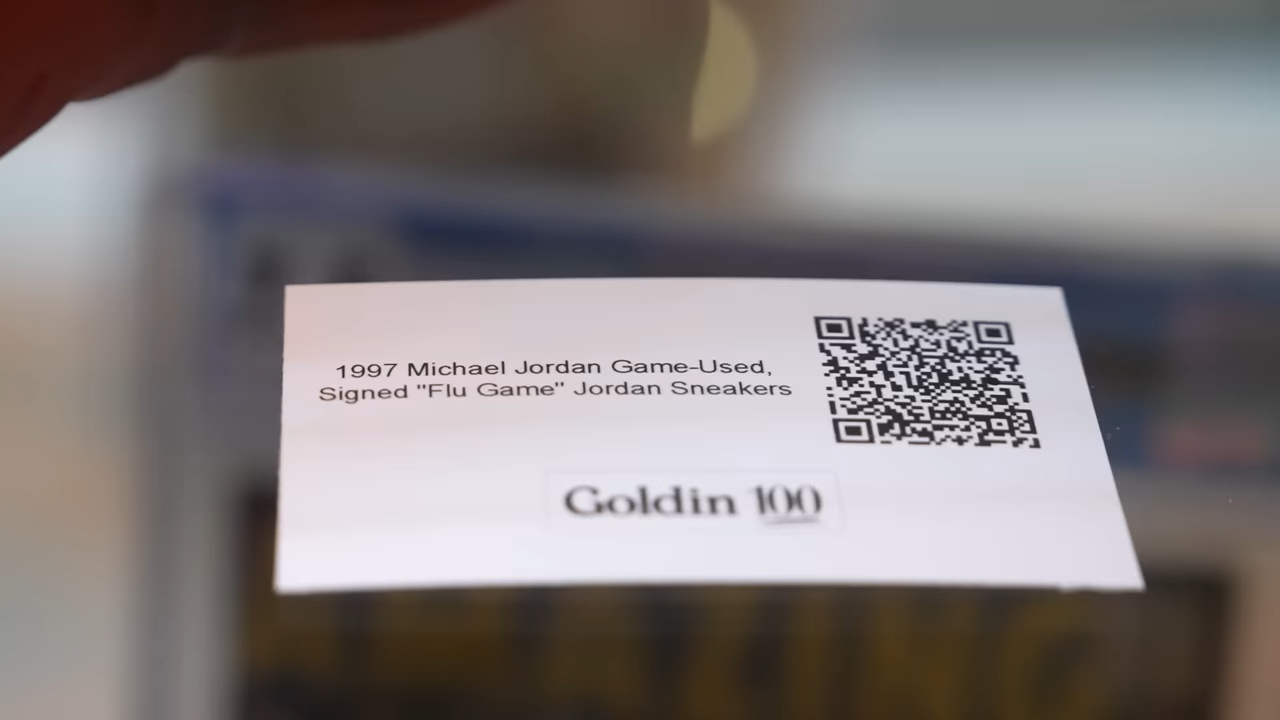 1997 Michael Jordan Game-Used,
Signed "Flu Game" Jordan Sneakers
Goldin 100